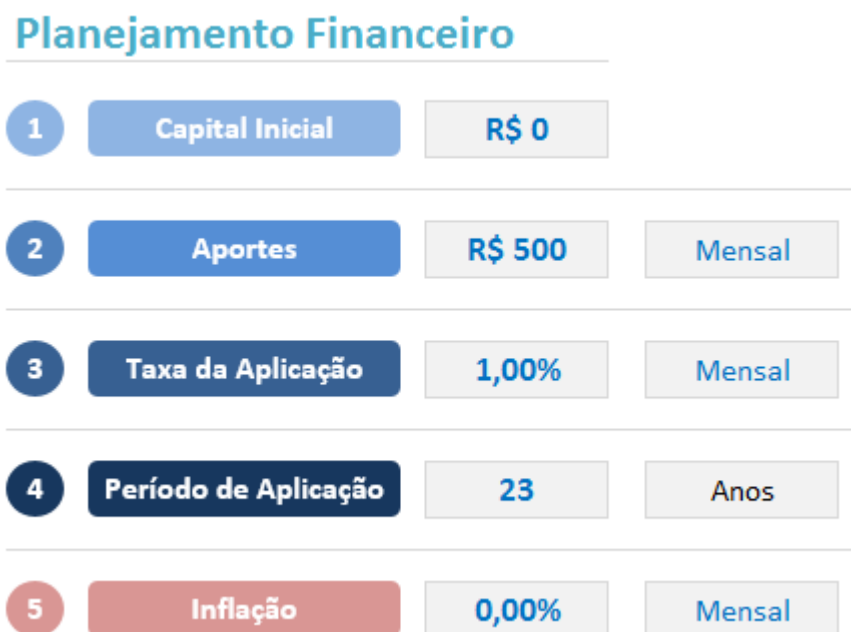 Planejamento Financeiro
1 Capital Inicial R$ 0
2 Aportes R$ 500 Mensal
3 Taxa da Aplicação 1,00% Mensal
4 Período de Aplicação 23 Anos
5 Inflação 0,00% Mensal